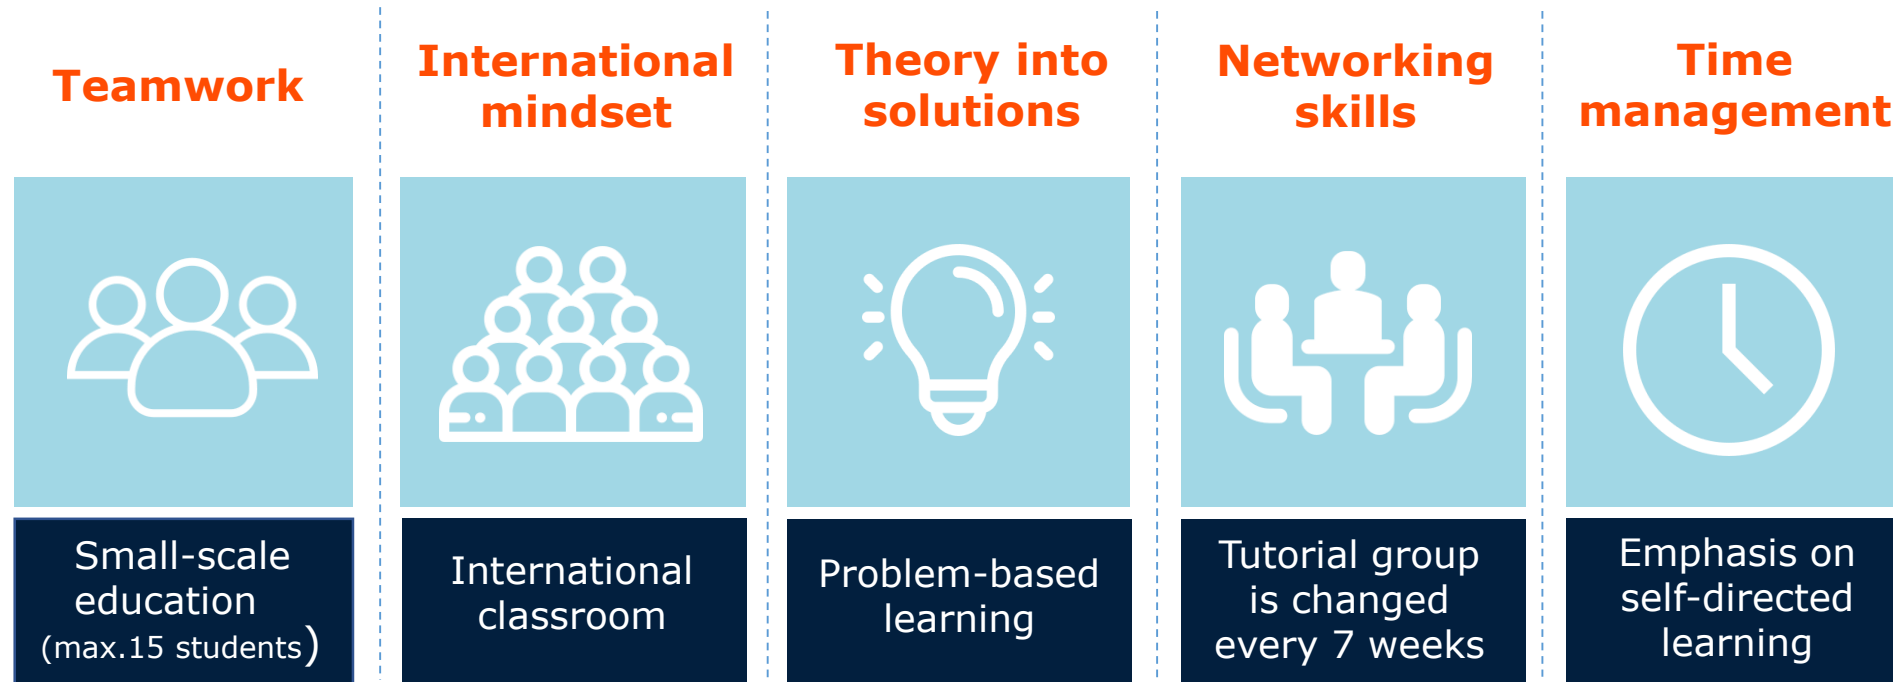 Teamwork
Small-scale
education
(max.15 students)
International
mindset
International
classroom
Theory into
solutions
Problem-based
learning
Networking
skills
Tutorial group
is changed
every 7 weeks
Time
management
Emphasis on
self-directed
learning